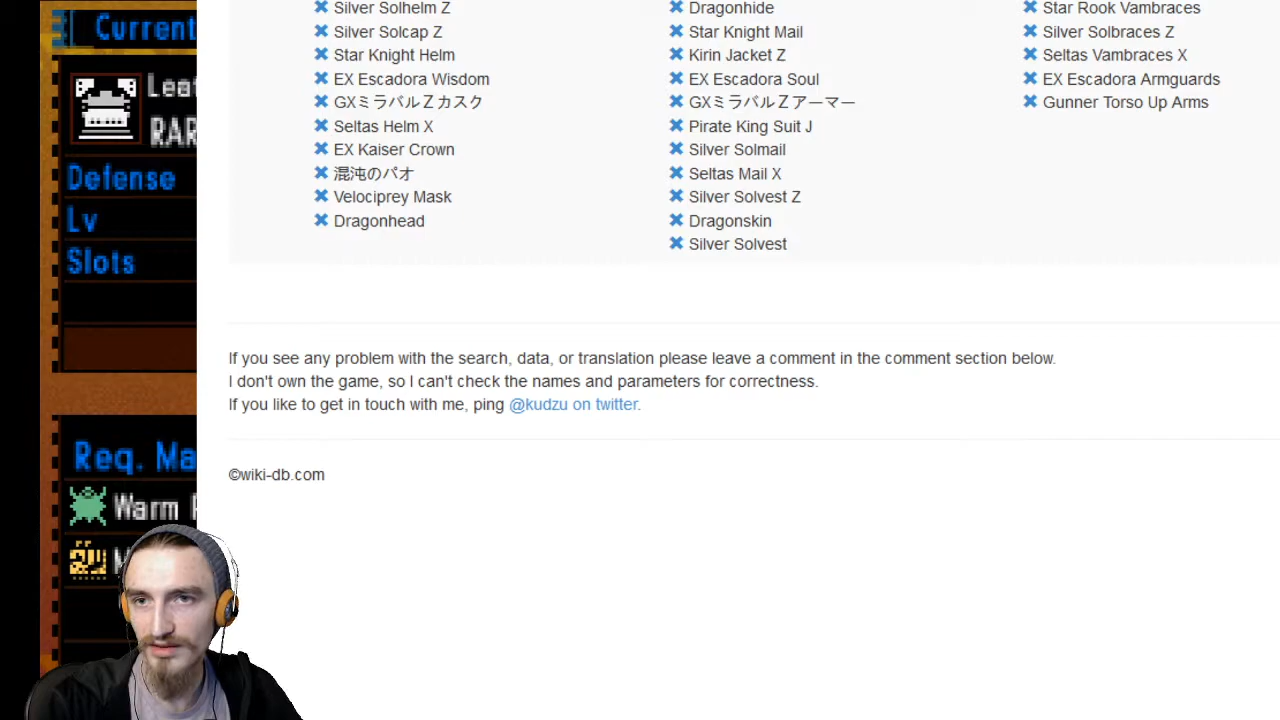 Current
Leat
RAR
Defense
Lv
Slots
Req. Ma
Warm
Silver Solhelm Z
Silver Solcap Z
Star Knight Helm
EX Escadora Wisdom
GXミラバルＺカスク
Seltas Helm X
EX Kaiser Crown
混沌のパオ
Velociprey Mask
Dragonhead
Dragonhide
Star Knight Mail
Kirin Jacket Z
EX Escadora Soul
GXミラバルＺアーマー
Pirate King Suit J
Silver Solmail
Seltas Mail X
Silver Solvest Z
Dragonskin
Silver Solvest
Star Rook Vambraces
Silver Solbraces Z
Seltas Vambraces X
EX Escadora Armguards
Gunner Torso Up Arms
If you see any problem with the search, data, or translation please leave a comment in the comment section below.
I don't own the game, so I can't check the names and parameters for correctness.
If you like to get in touch with me, ping @kudzu on twitter.
©wiki-db.com